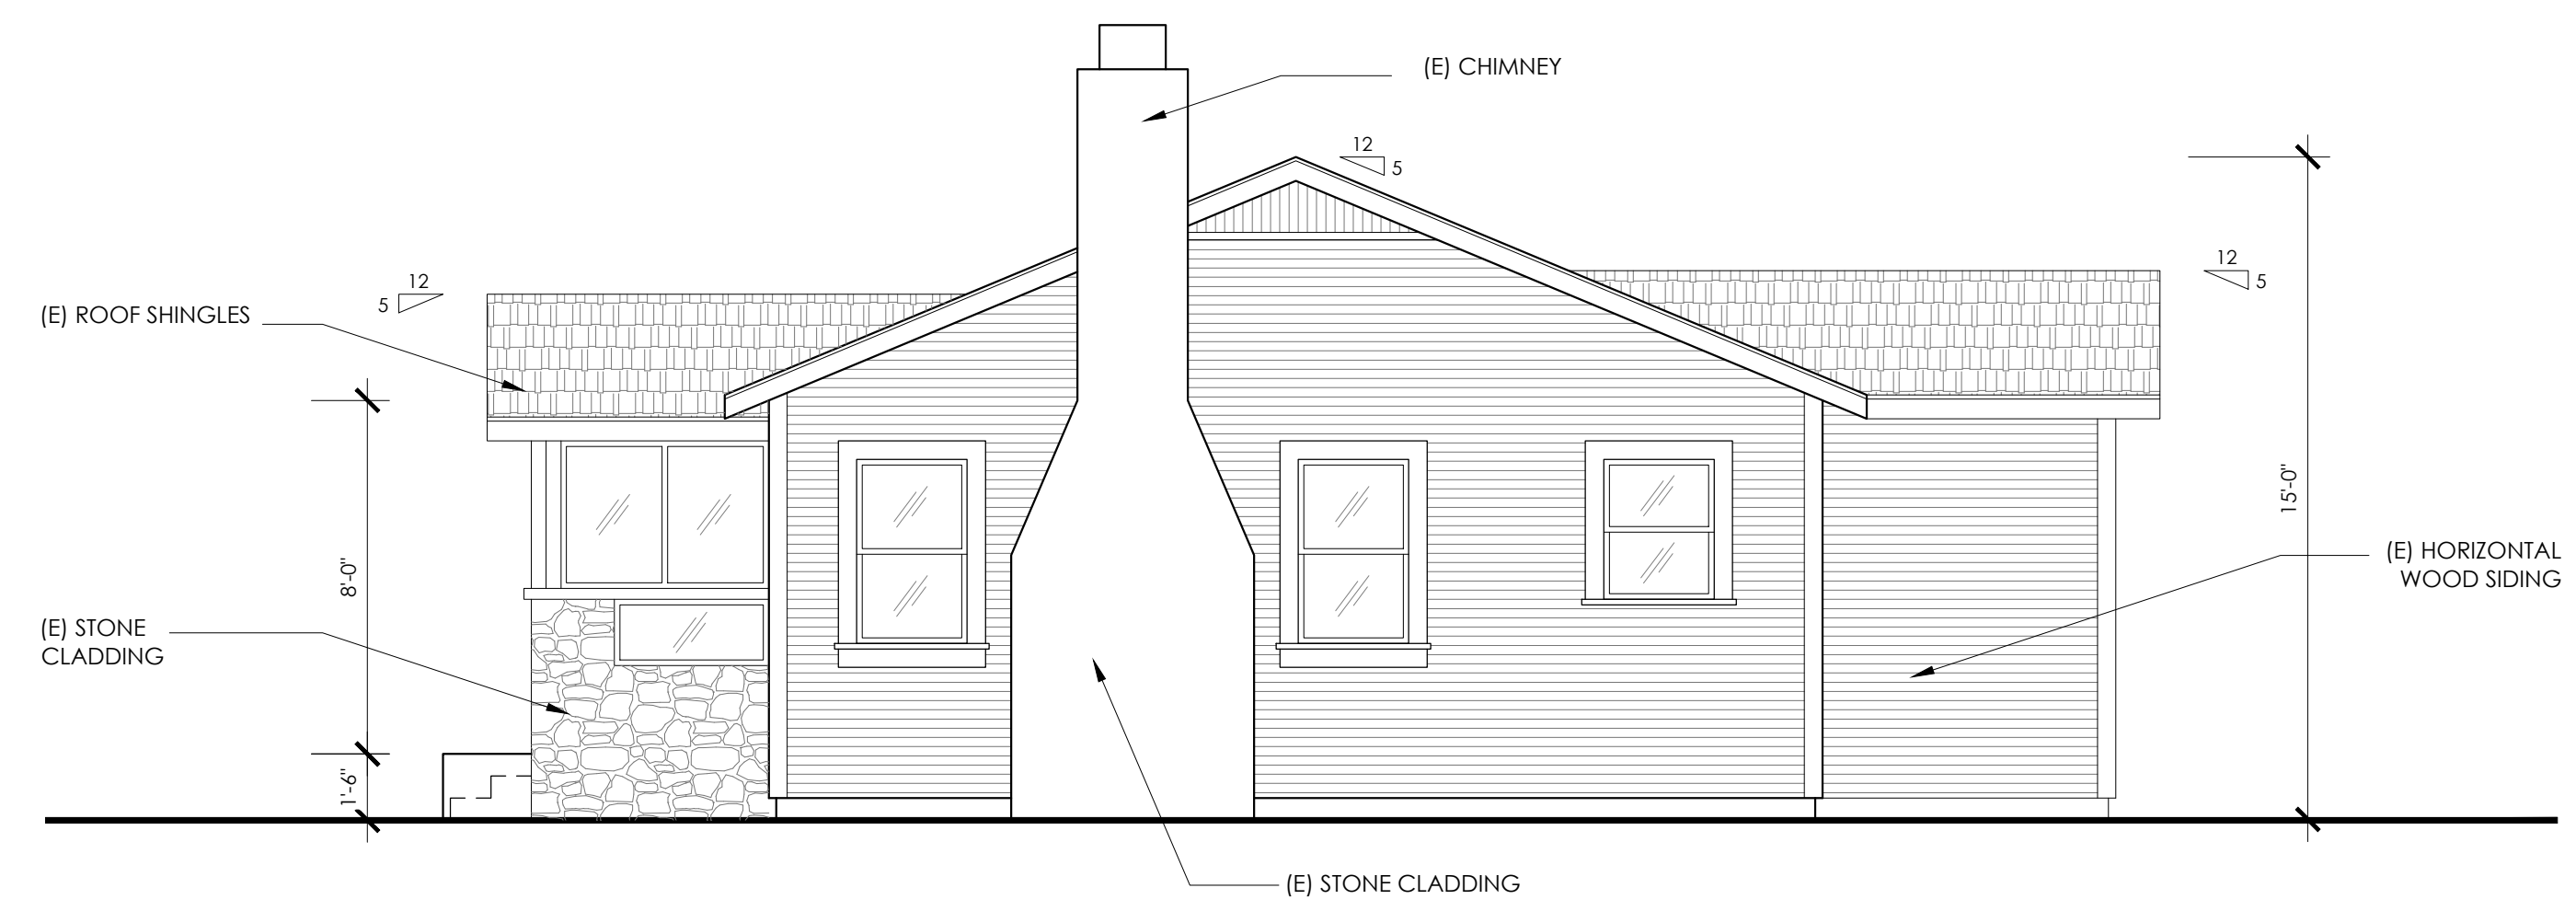 (E) CHIMNEY
12
5
12
5
12
5
(E) ROOF SHINGLES
8'-0"
15'-0"
(E) HORIZONTAL
WOOD SIDING
(E) STONE
CLADDING
1'-6"
(E) STONE CLADDING